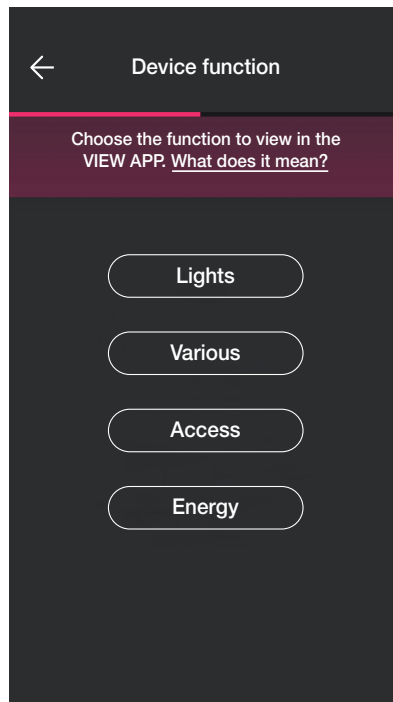 Device function
Choose the function to view in the
VIEW APP. What does it mean?
Lights
Various
Access
Energy